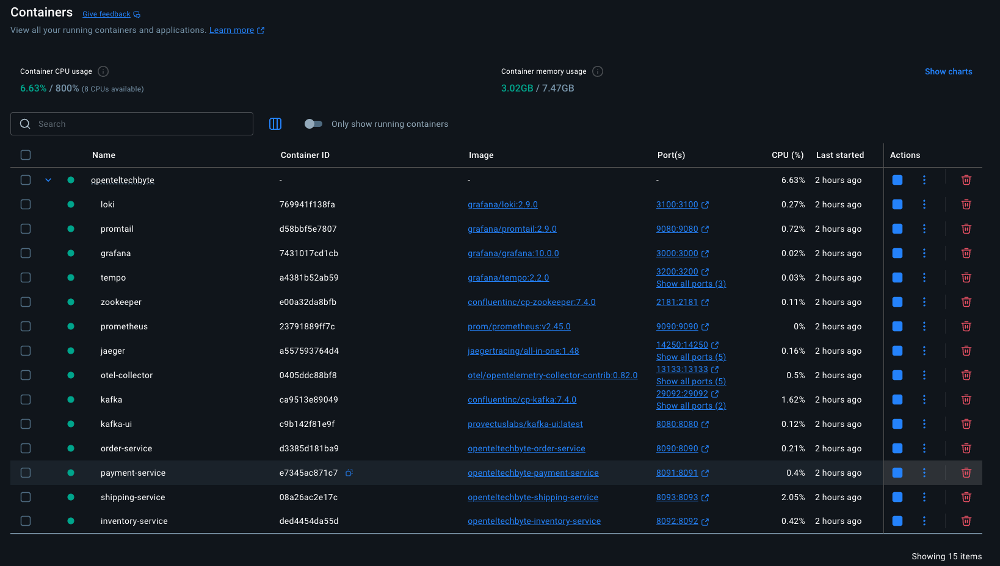 Containers Give feedback
View all your running containers and applications. Learn more
Container CPU usage
6.63% / 800% (8 CPUs available)
Container memory usage
3.02GB / 7.47GB
Show charts
Search
Only show running containers
Name Container ID Image Port(s) CPU (%) Last started Actions
openteltechbyte - - - 6.63% 2 hours ago
loki 769941f138fa grafana/loki:2.9.0 3100:3100 0.27% 2 hours ago
promtail d58bbf5e7807 grafana/promtail:2.9.0 9080:9080 0.72% 2 hours ago
grafana 7431017cd1cb grafana/grafana:10.0.0 3000:3000 0.02% 2 hours ago
tempo a4381b52ab59 grafana/tempo:2.2.0 3200:3200 0.03% 2 hours ago
Show all ports (3)
zookeeper e00a32da8bfb confluentinc/cp-zookeeper:7.4.0 2181:2181 0.11% 2 hours ago
prometheus 23791889ff7c prom/prometheus:v2.45.0 9090:9090 0% 2 hours ago
jaeger a557593764d4 jaegertracing/all-in-one:1.48 14250:14250 0.16% 2 hours ago
Show all ports (5)
otel-collector 0405ddc88bf8 otel/opentelemetry-collector-contrib:0.82.0 13133:13133 0.5% 2 hours ago
Show all ports (5)
kafka ca9513e89049 confluentinc/cp-kafka:7.4.0 29092:29092 1.62% 2 hours ago
Show all ports (2)
kafka-ui c9b142f81e9f provectuslabs/kafka-ui:latest 8080:8080 0.12% 2 hours ago
order-service d3385d181ba9 openteltechbyte-order-service 8090:8090 0.21% 2 hours ago
payment-service e7345ac871c7 openteltechbyte-payment-service 8091:8091 0.4% 2 hours ago
shipping-service 08a26ac2e17c openteltechbyte-shipping-service 8093:8093 2.05% 2 hours ago
inventory-service ded4454da55d openteltechbyte-inventory-service 8092:8092 0.42% 2 hours ago
Showing 15 items